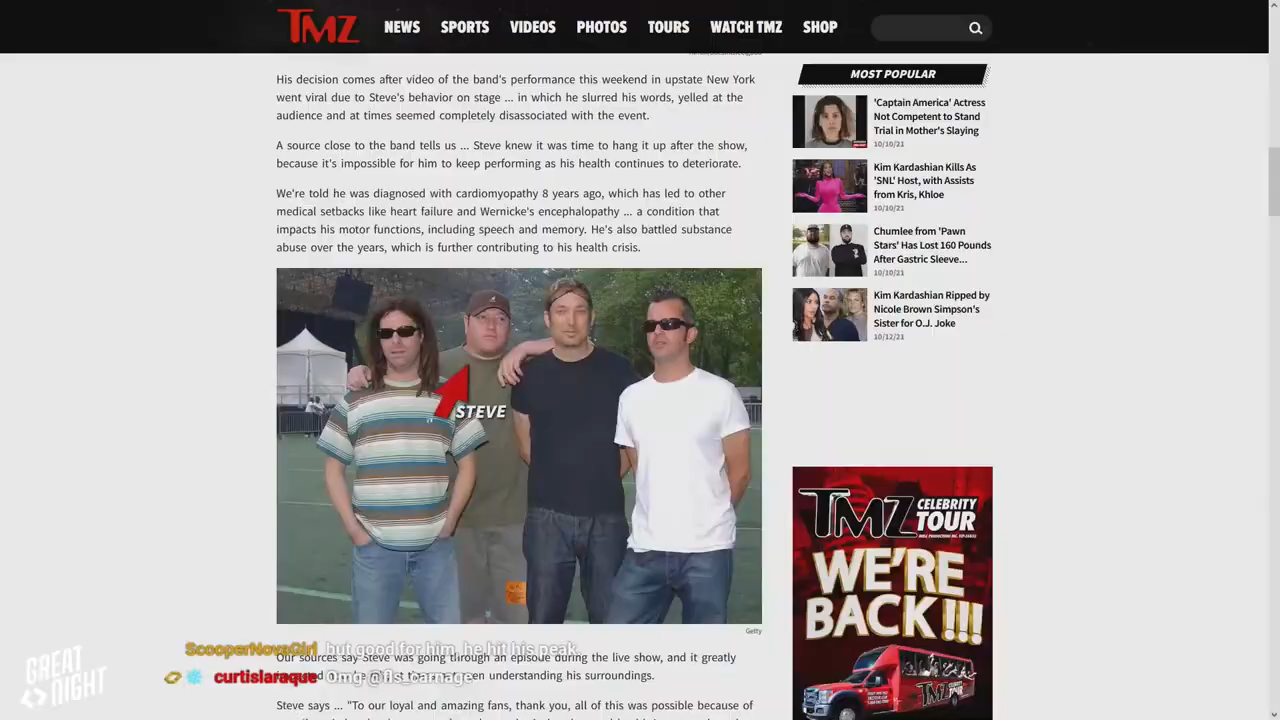 TMZ
NEWS SPORTS VIDEOS PHOTOS TOURS WATCH TMZ SHOP
His decision comes after video of the band's performance this weekend in upstate New York
went viral due to Steve's behavior on stage ... in which he slurred his words, yelled at the
audience and at times seemed completely disassociated with the event.
A source close to the band tells us ... Steve knew it was time to hang it up after the show,
because it's impossible for him to keep performing as his health continues to deteriorate.
We're told he was diagnosed with cardiomyopathy 8 years ago, which has led to other
medical setbacks like heart failure and Wernicke's encephalopathy ... a condition that
impacts his motor functions, including speech and memory. He's also battled substance
abuse over the years, which is further contributing to his health crisis.
STEVE
Getty
Our sources say Steve was going through an episode during the live show, and it greatly
understanding his surroundings.
Steve says ... "To our loyal and amazing fans, thank you, all of this was possible because of
ScooperNovaGirl but good for him, he hit his peak.
curtislaraque Omg @fls_carnage
GREAT
NIGHT
MOST POPULAR
'Captain America' Actress
Not Competent to Stand
Trial in Mother's Slaying
10/10/21
Kim Kardashian Kills As
'SNL' Host, with Assists
from Kris, Khloe
10/10/21
Chumlee from 'Pawn
Stars' Has Lost 160 Pounds
After Gastric Sleeve...
10/10/21
Kim Kardashian Ripped by
Nicole Brown Simpson's
Sister for O.J. Joke
10/12/21
TMZ CELEBRITY
TOUR
WE'RE
BACK!!!
TMZ